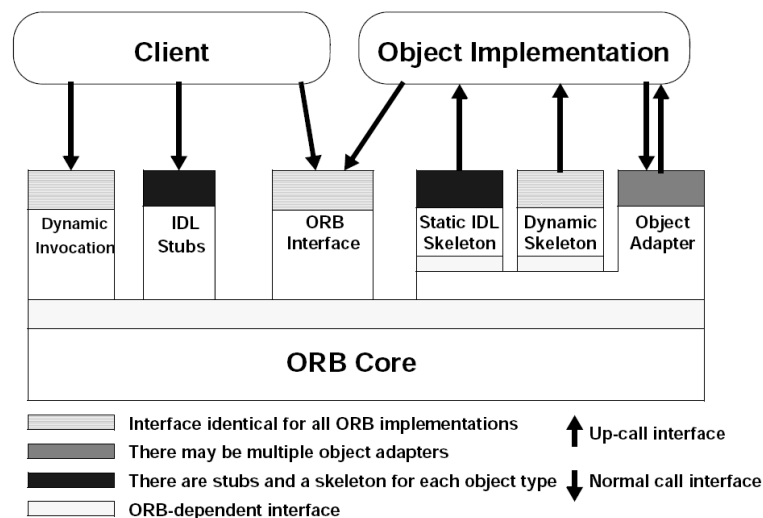 Client
Object Implementation
Dynamic
Invocation
IDL
Stubs
ORB
Interface
Static IDL
Skeleton
Dynamic
Skeleton
Object
Adapter
ORB Core
Interface identical for all ORB implementations
There may be multiple object adapters
There are stubs and a skeleton for each object type
ORB-dependent interface
Up-call interface
Normal call interface